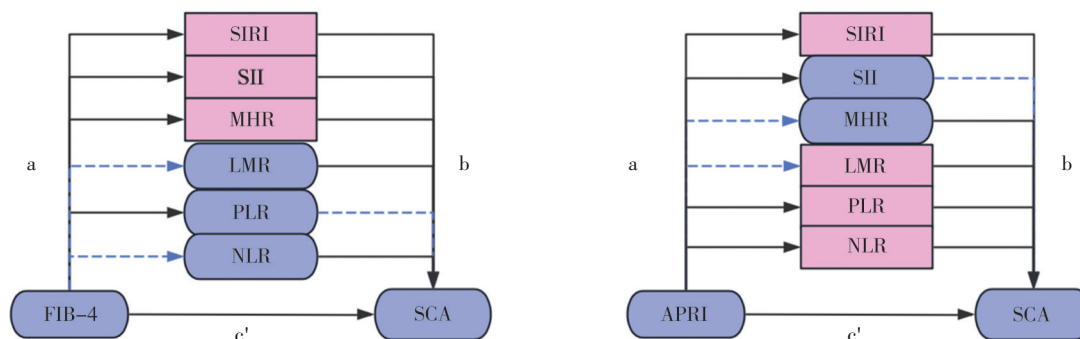 SIRI
SII
MHR
a
LMR
b
PLR
NLR
FIB-4
SCA
c'
SIRI
SII
MHR
a
LMR
b
PLR
NLR
APRI
SCA
c'